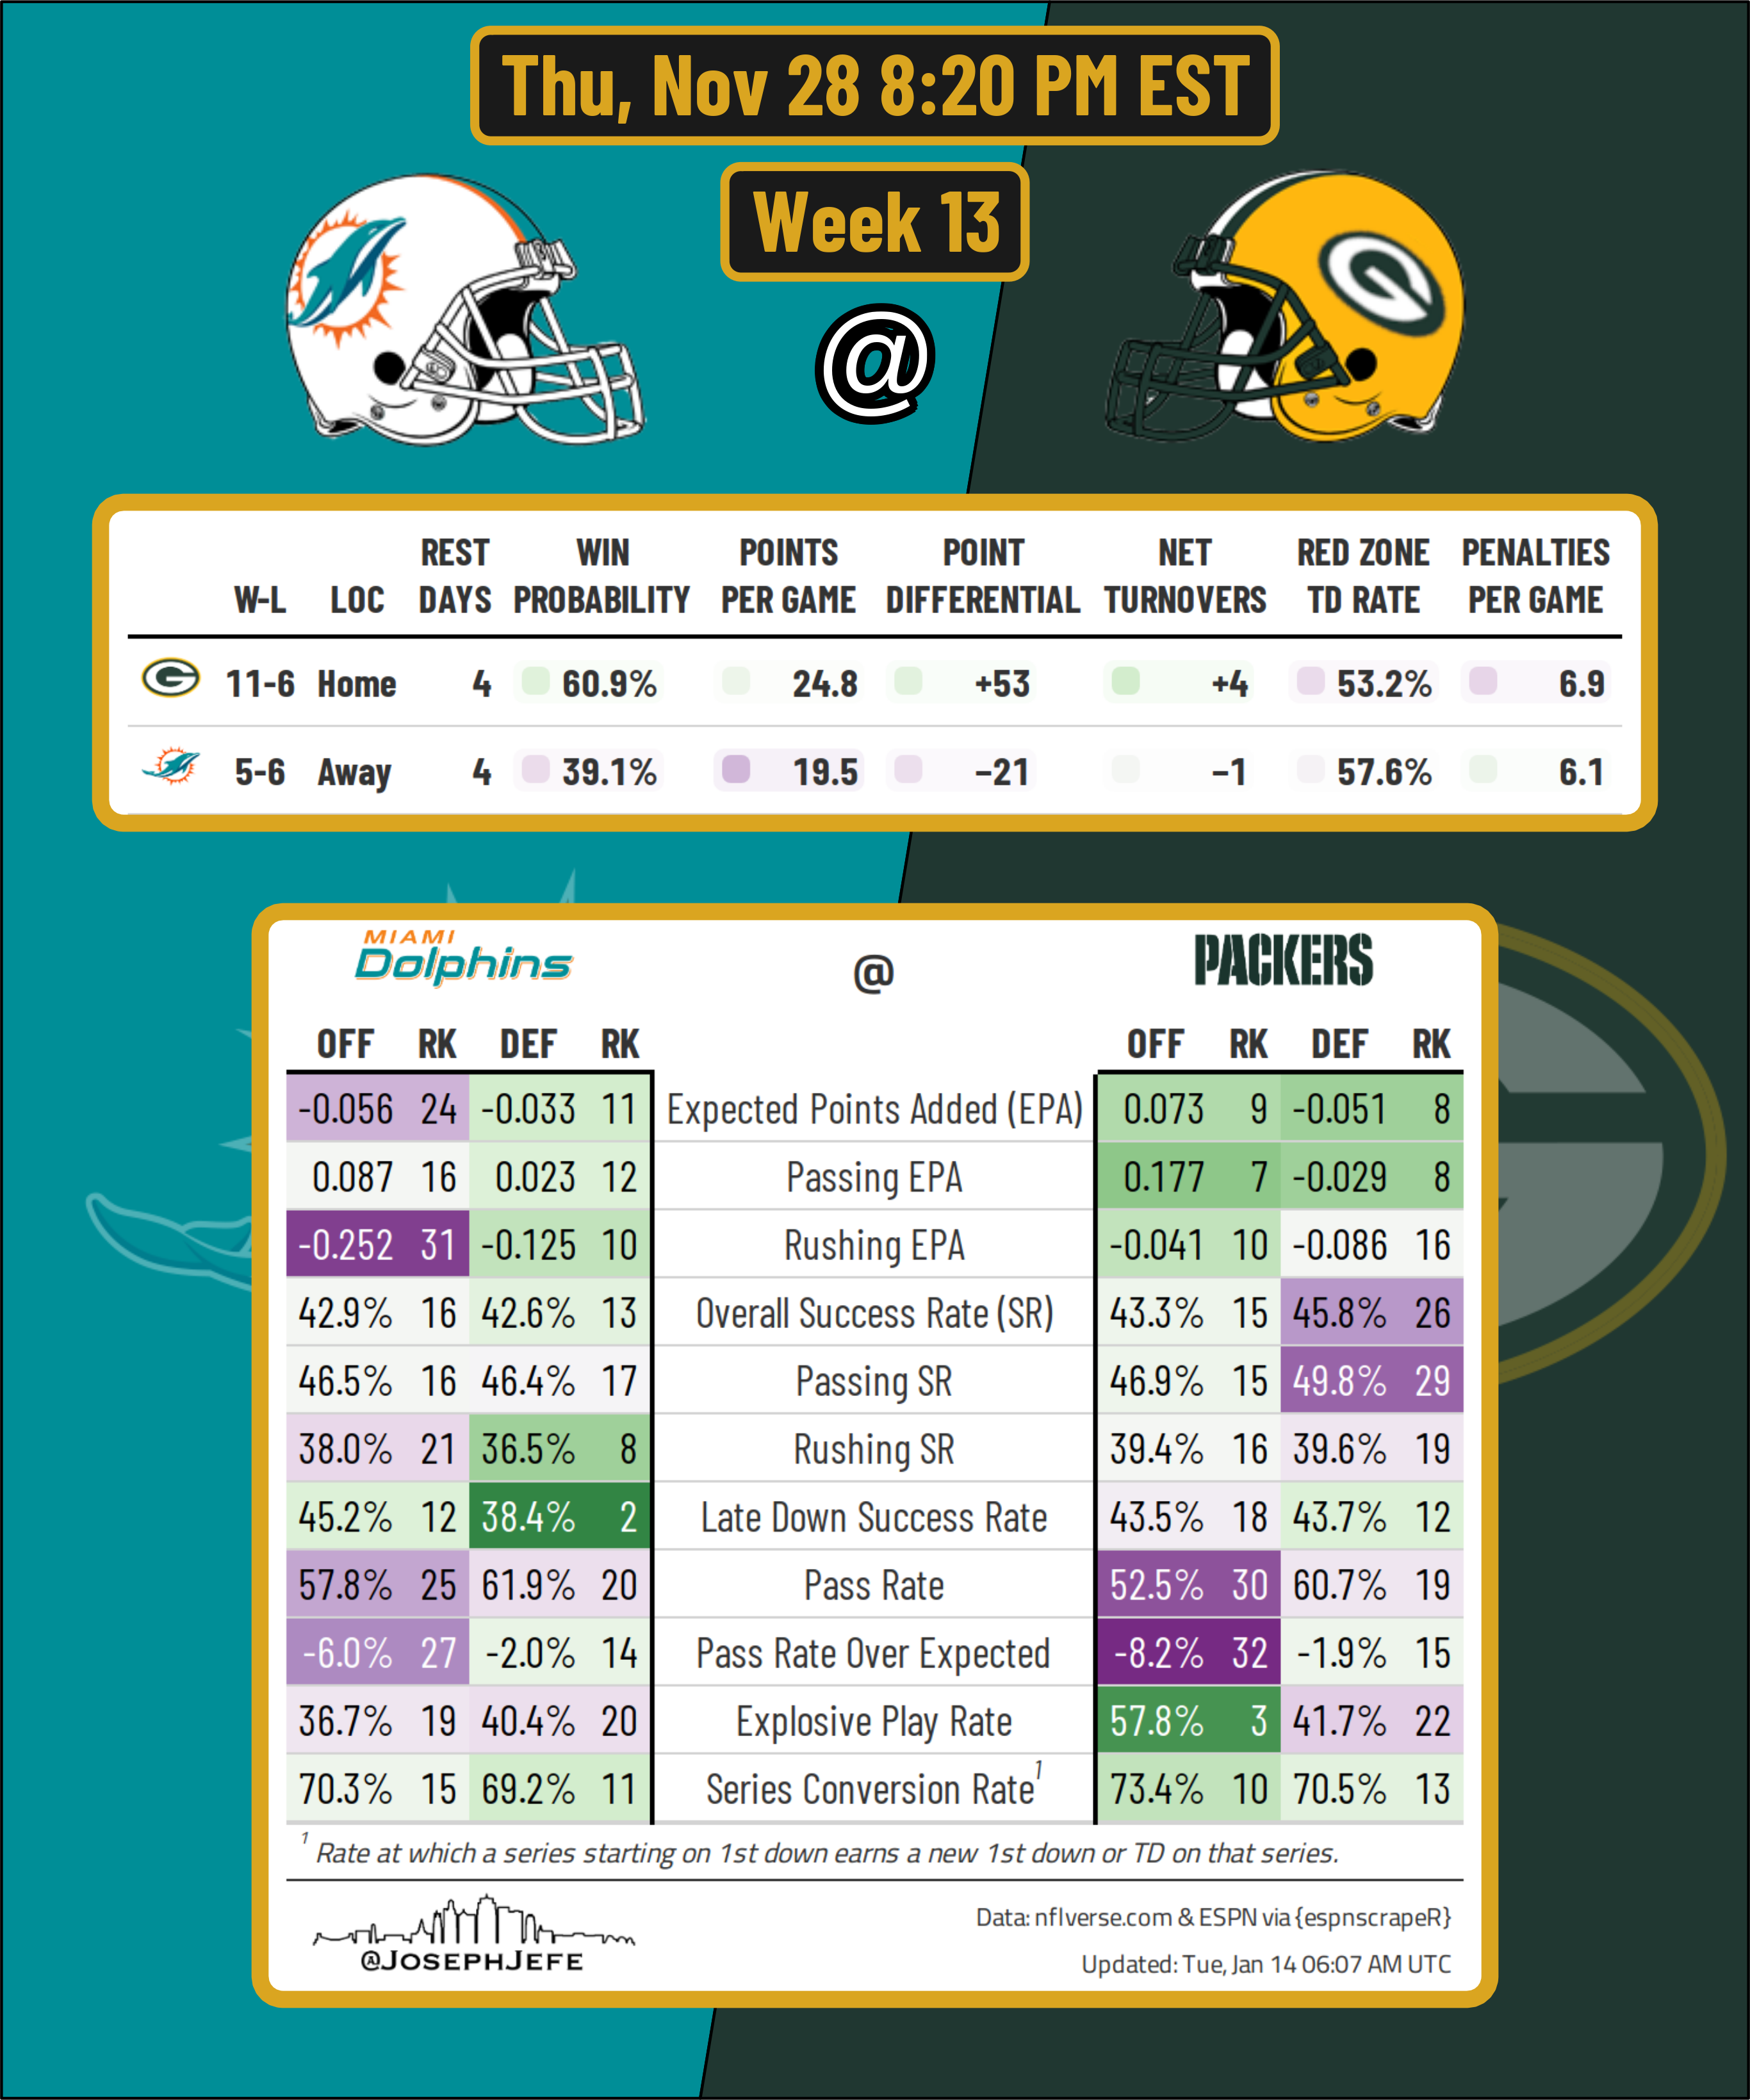 Thu, Nov 28 8:20 PM EST
Week 13
@
W-L LOC REST DAYS WIN PROBABILITY POINTS PER GAME POINT DIFFERENTIAL NET TURNOVERS RED ZONE TD RATE PENALTIES PER GAME
G 11-6 Home 4 60.9% 24.8 +53 +4 53.2% 6.9
5-6 Away 4 39.1% 19.5 −21 −1 57.6% 6.1
MIAMI Dolphins @ PACKERS
OFF RK DEF RK OFF RK DEF RK
-0.056 24 -0.033 11 Expected Points Added (EPA) 0.073 9 -0.051 8
0.087 16 0.023 12 Passing EPA 0.177 7 -0.029 8
-0.252 31 -0.125 10 Rushing EPA -0.041 10 -0.086 16
42.9% 16 42.6% 13 Overall Success Rate (SR) 43.3% 15 45.8% 26
46.5% 16 46.4% 17 Passing SR 46.9% 15 49.8% 29
38.0% 21 36.5% 8 Rushing SR 39.4% 16 39.6% 19
45.2% 12 38.4% 2 Late Down Success Rate 43.5% 18 43.7% 12
57.8% 25 61.9% 20 Pass Rate 52.5% 30 60.7% 19
-6.0% 27 -2.0% 14 Pass Rate Over Expected -8.2% 32 -1.9% 15
36.7% 19 40.4% 20 Explosive Play Rate 57.8% 3 41.7% 22
70.3% 15 69.2% 11 Series Conversion Rate¹ 73.4% 10 70.5% 13
¹ Rate at which a series starting on 1st down earns a new 1st down or TD on that series.
@JOSEPHJEFE
Data: nflverse.com & ESPN via {espnscrapeR}
Updated: Tue, Jan 14 06:07 AM UTC